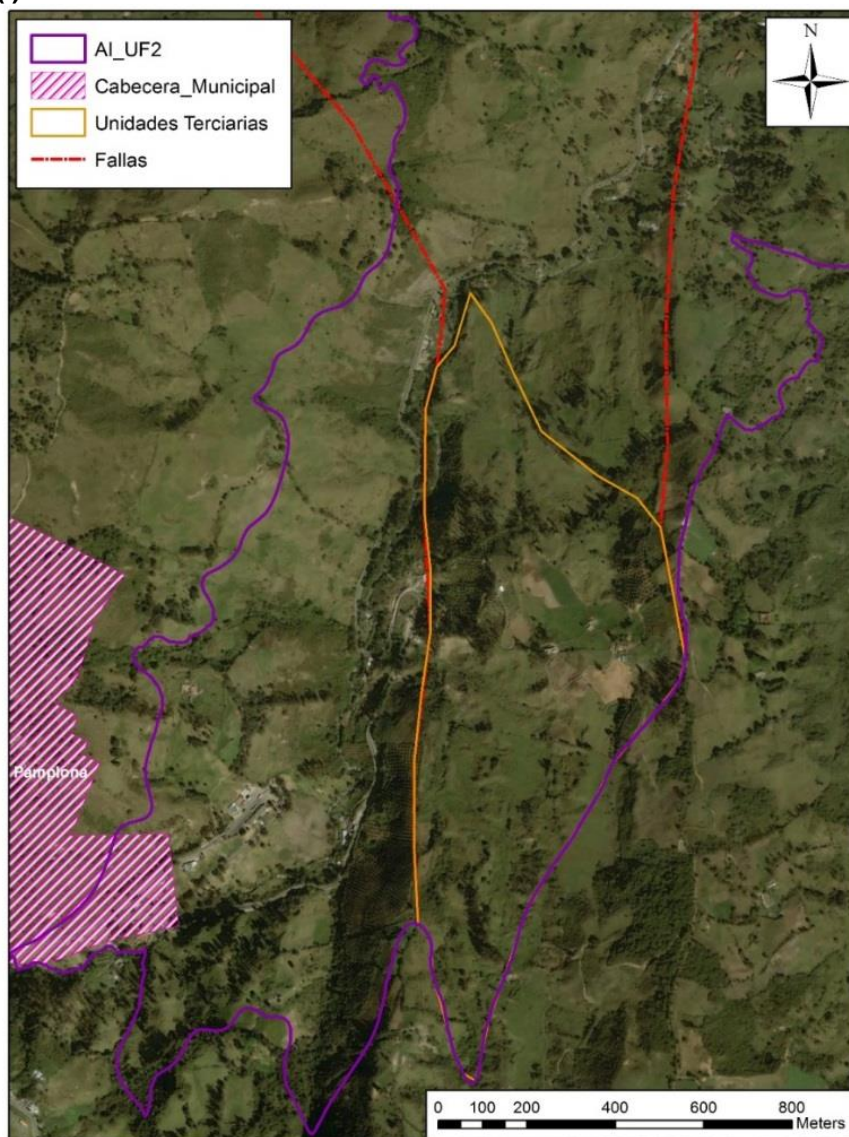 AI_UF2
Cabecera_Municipal
Unidades Terciarias
Fallas
N
Pamplona
0 100 200 400 600 800
Meters